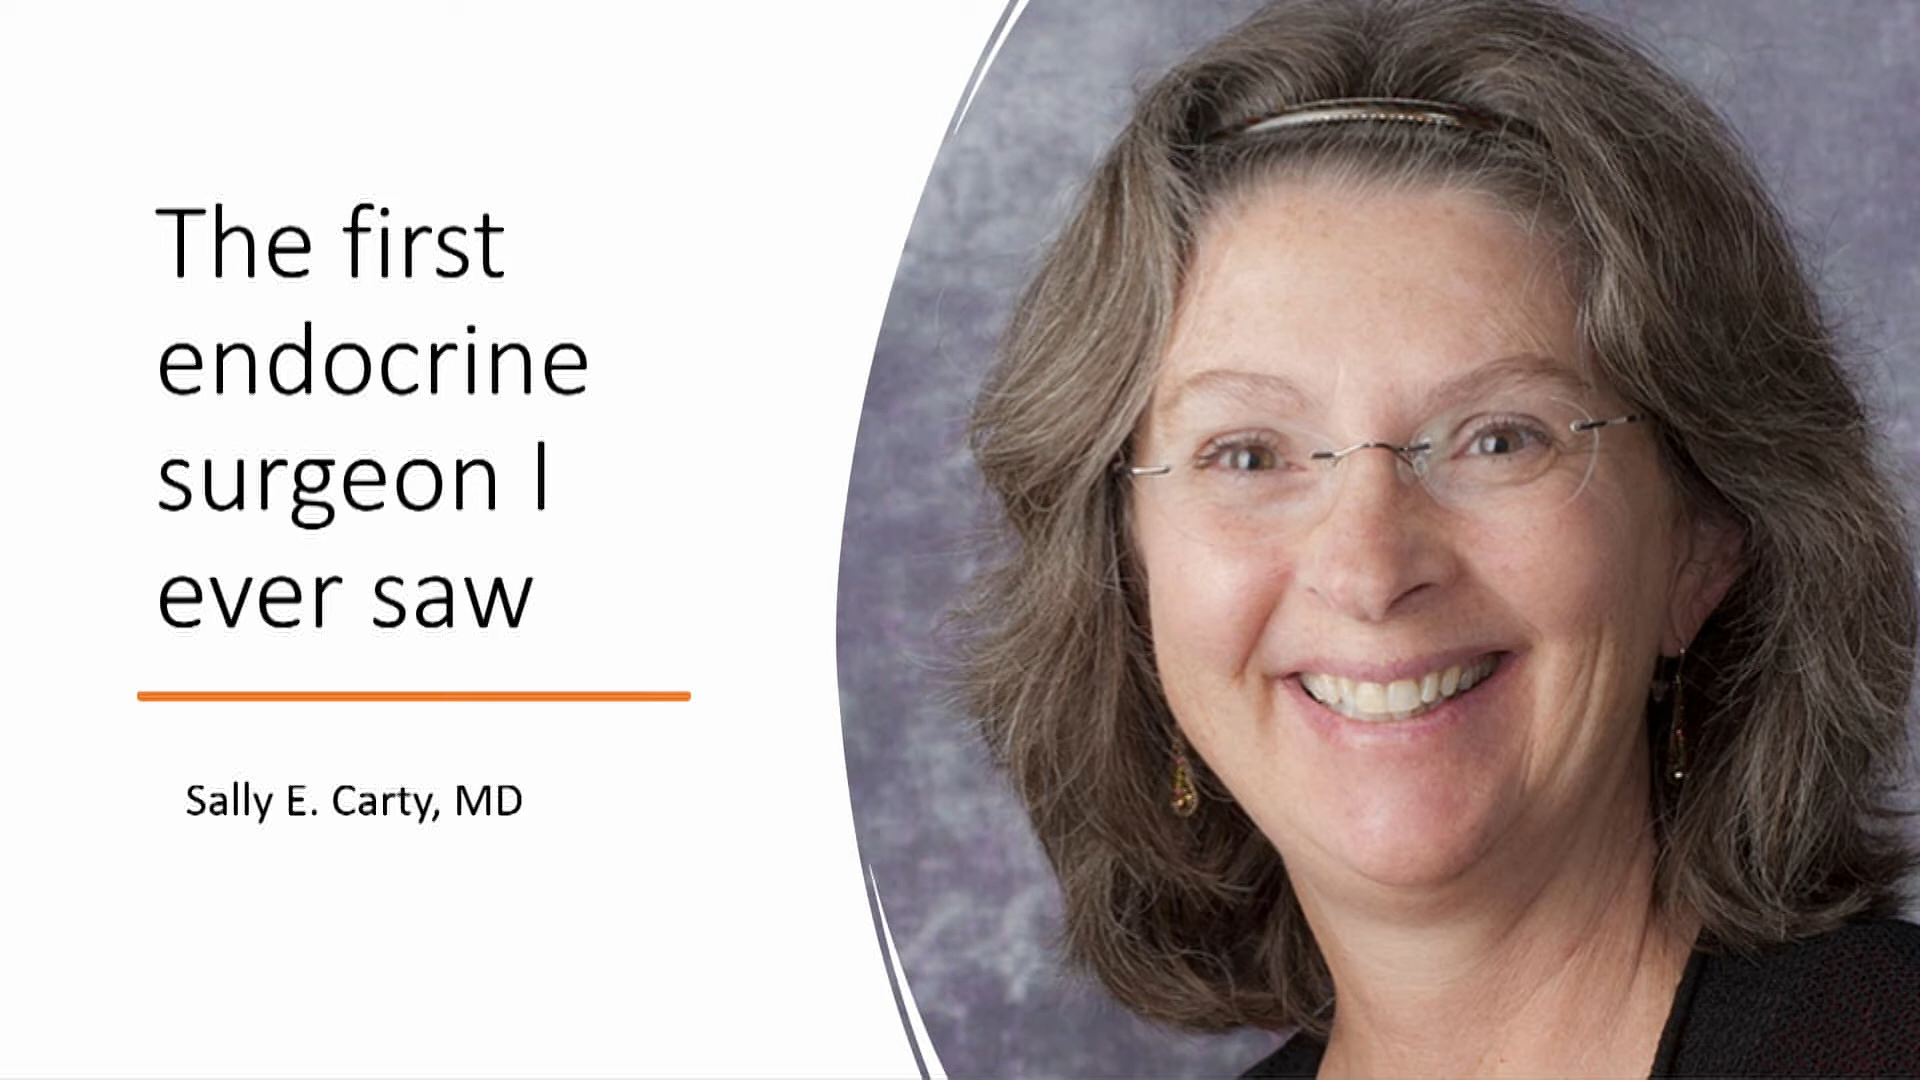 The first
endocrine
surgeon I
ever saw
Sally E. Carty, MD